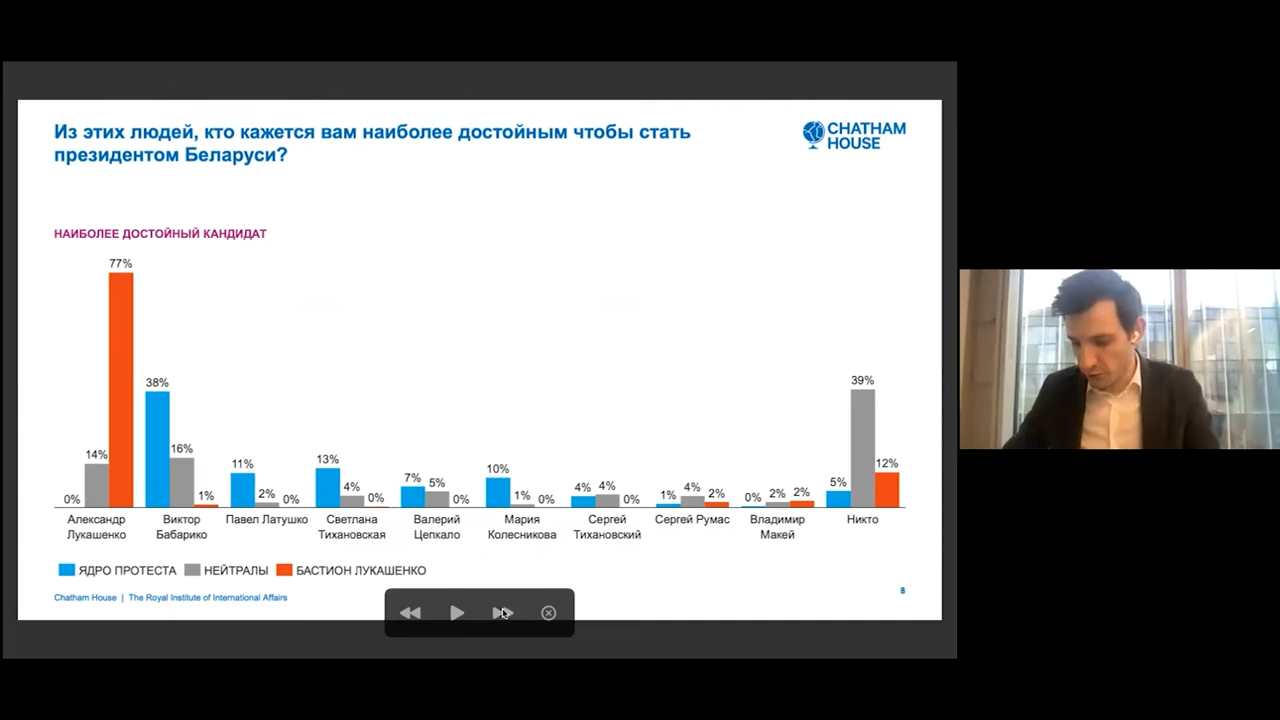 Из этих людей, кто кажется вам наиболее достойным чтобы стать
президентом Беларуси?
CHATHAM
HOUSE
НАИБОЛЕЕ ДОСТОЙНЫЙ КАНДИДАТ
0% 14% 77%
38% 16% 1%
11% 2% 0%
13% 4% 0%
7% 5% 0%
10% 1% 0%
4% 4% 0%
1% 4% 2%
0% 2% 2%
5% 39% 12%
Александр
Лукашенко
Виктор
Бабарико
Павел Латушко
Светлана
Тихановская
Валерий
Цепкало
Мария
Колесникова
Сергей
Тихановский
Сергей Румас
Владимир
Макей
Никто
ЯДРО ПРОТЕСТА НЕЙТРАЛЫ БАСТИОН ЛУКАШЕНКО
Chatham House | The Royal Institute of International Affairs
8